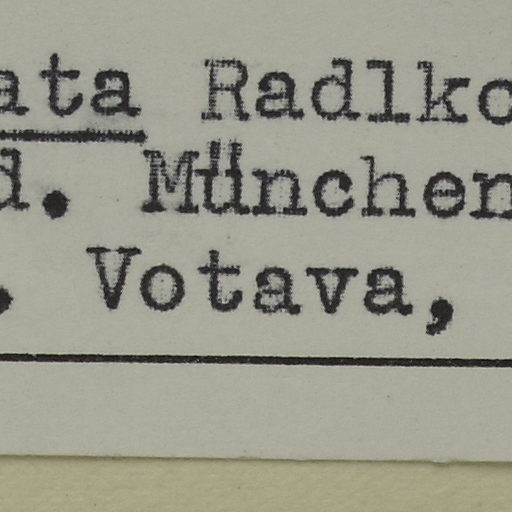 ata Radlko
d. München
. Votava,